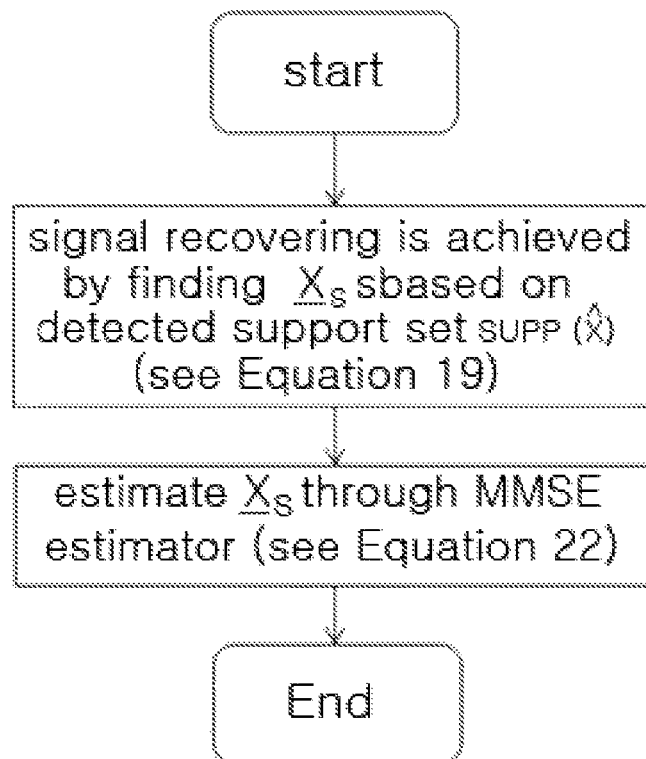 start
signal recovering is achieved
by finding X_S sbased on
detected support set SUPP (X̂)
(see Equation 19)
estimate X_S through MMSE
estimator (see Equation 22)
End